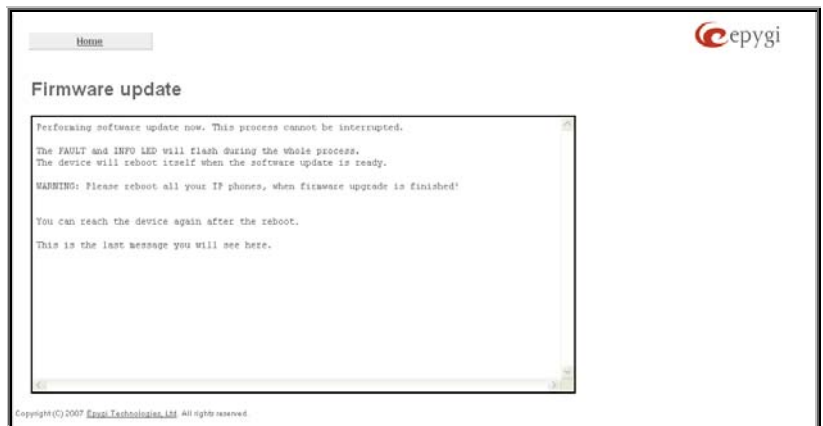 Home
epygi
Firmware update
Performing software update now. This process cannot be interrupted.
The FAULT and INFO LED will flash during the whole process.
The device will reboot itself when the software update is ready.
WARNING: Please reboot all your IP phones, when firmware upgrade is finished!
You can reach the device again after the reboot.
This is the last message you will see here.
Copyright (C) 2007 Epygi Technologies, Ltd. All rights reserved.